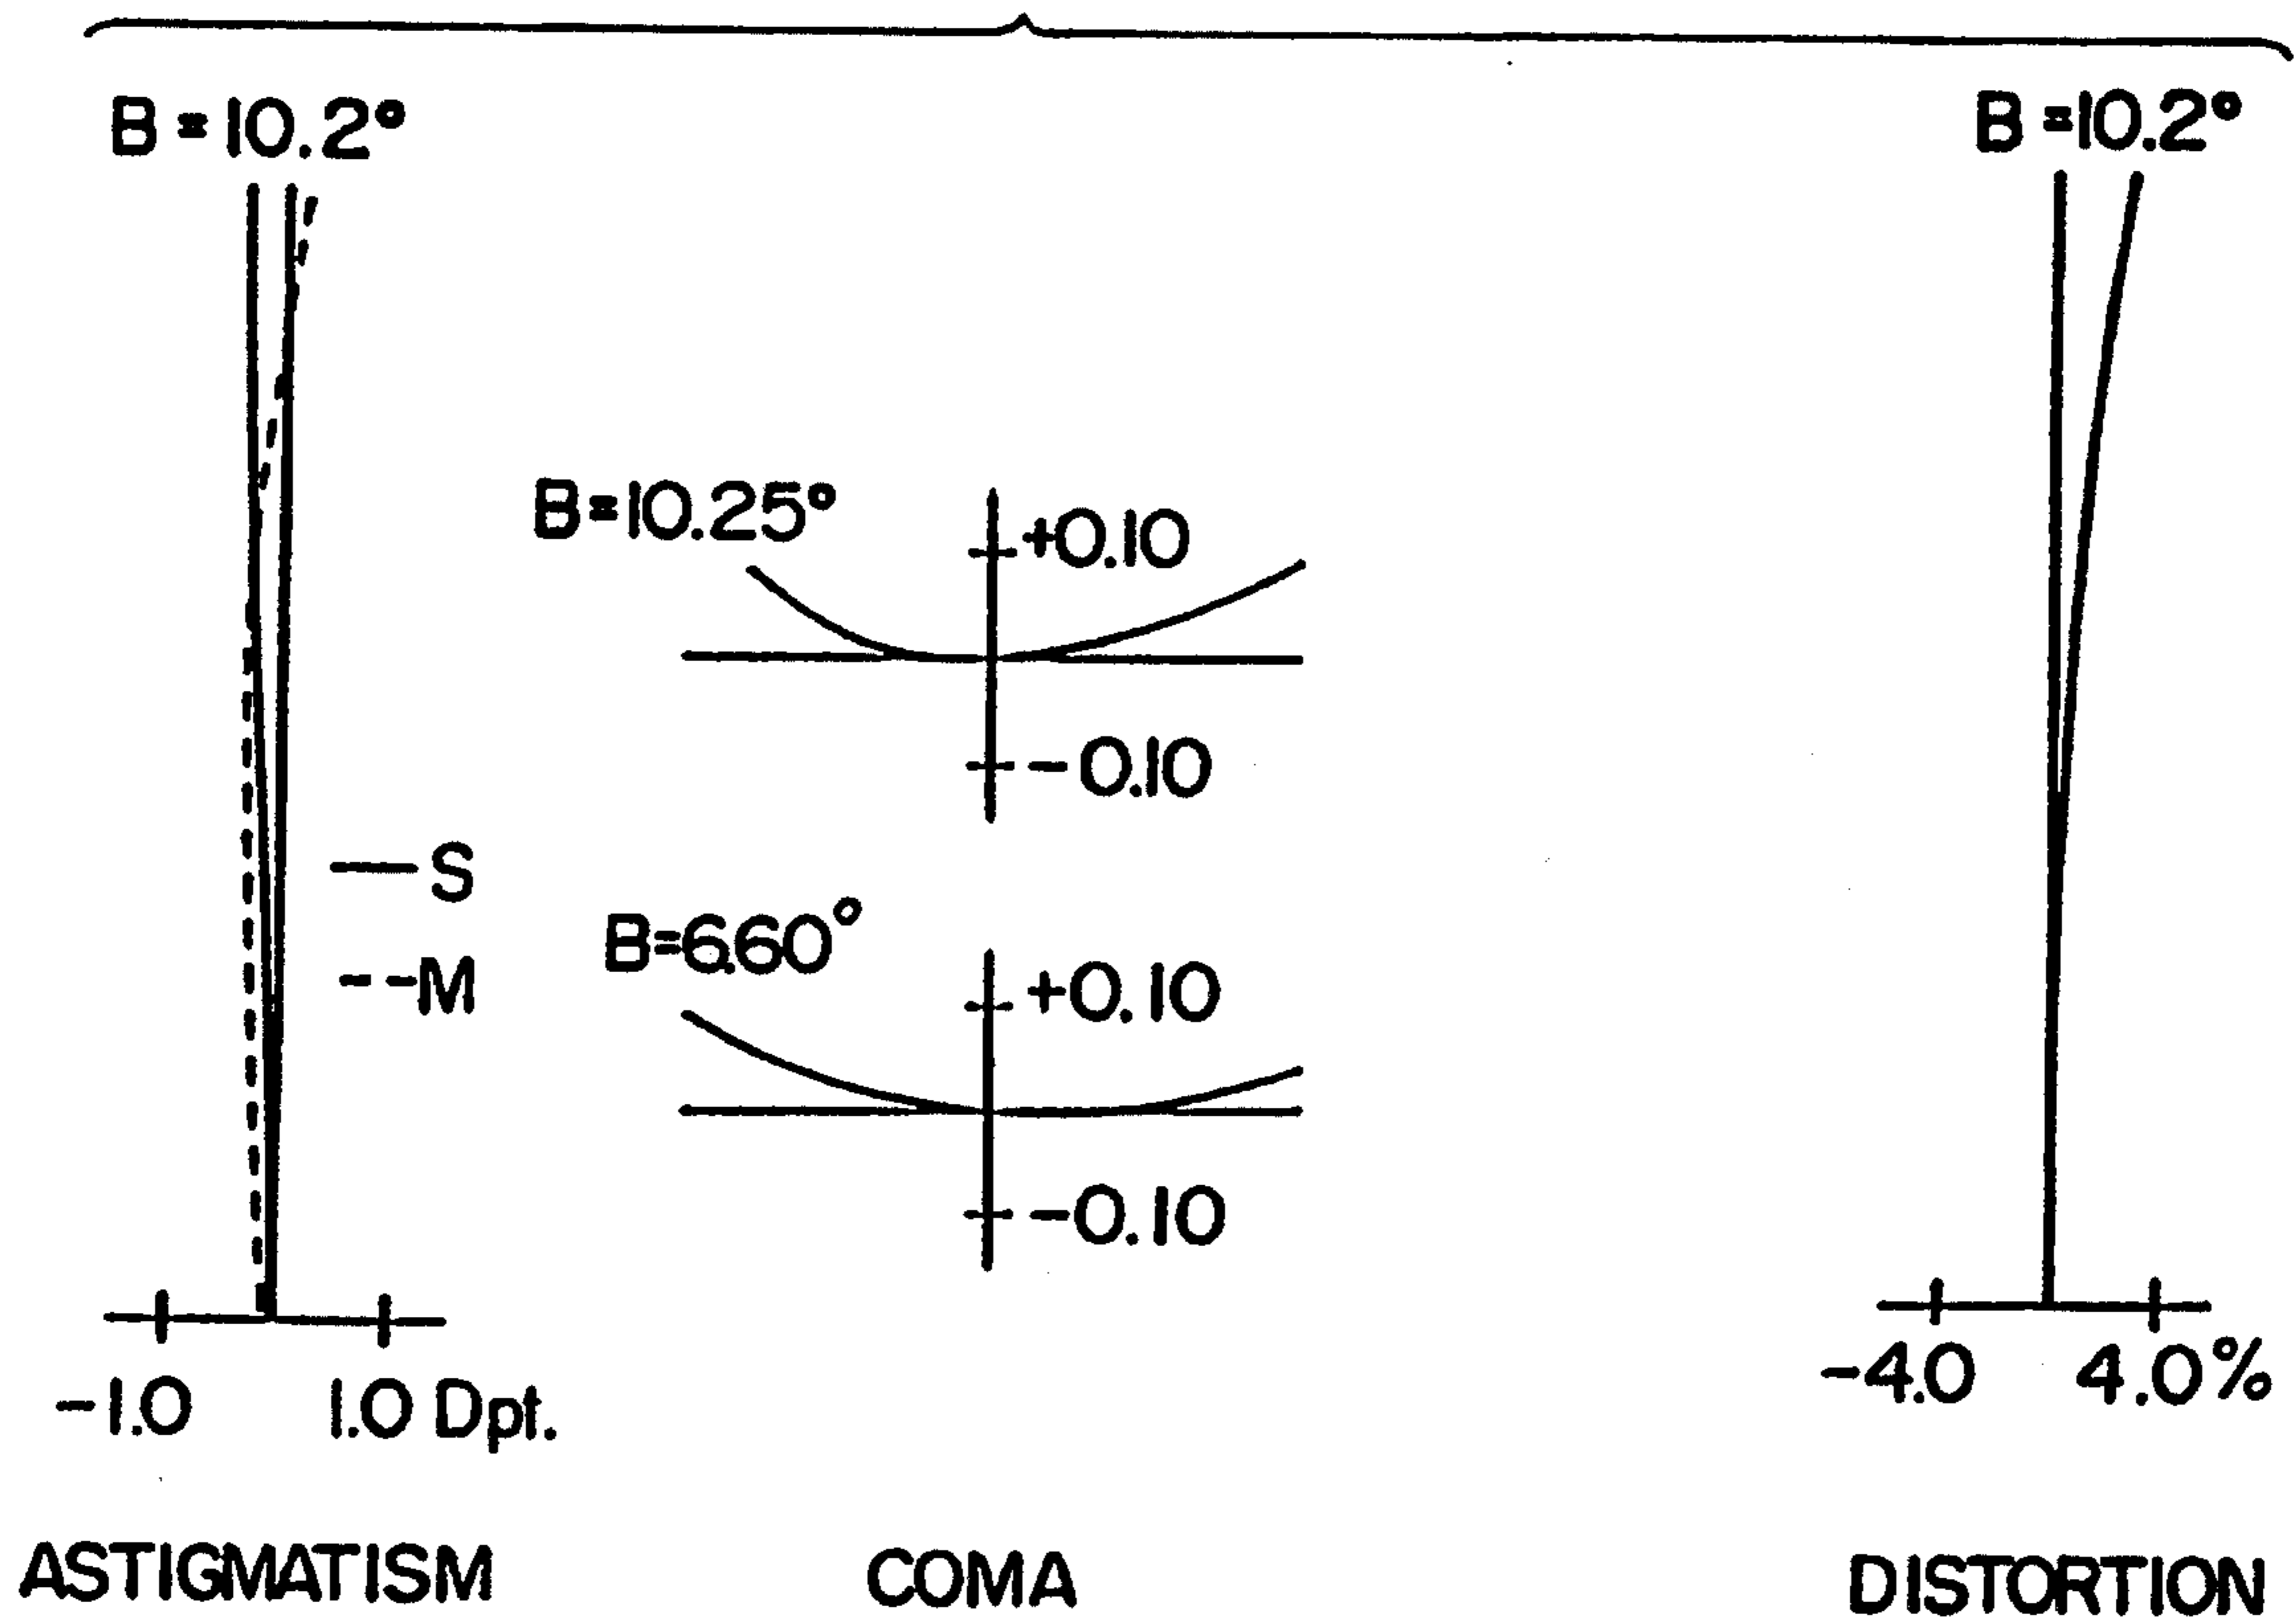 B=10.2°
B=10.2°
B=10.25°
+0.10
-0.10
S
M
B=6.60°
+0.10
-0.10
-1.0
1.0 Dpt.
-4.0
4.0%
ASTIGMATISM
COMA
DISTORTION